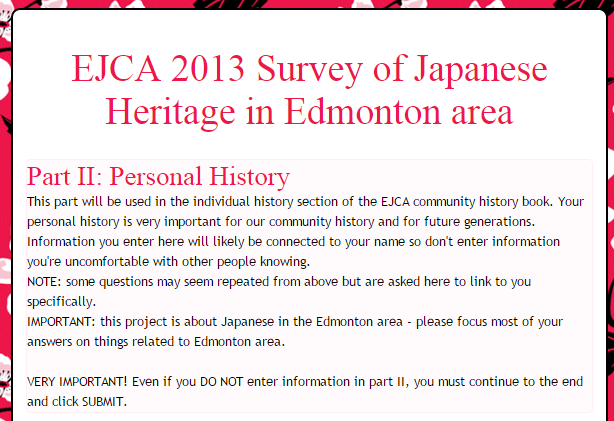 EJCA 2013 Survey of Japanese
Heritage in Edmonton area
Part II: Personal History
This part will be used in the individual history section of the EJCA community history book. Your
personal history is very important for our community history and for future generations.
Information you enter here will likely be connected to your name so don't enter information
you're uncomfortable with other people knowing.
NOTE: some questions may seem repeated from above but are asked here to link to you
specifically.
IMPORTANT: this project is about Japanese in the Edmonton area - please focus most of your
answers on things related to Edmonton area.
VERY IMPORTANT! Even if you DO NOT enter information in part II, you must continue to the end
and click SUBMIT.